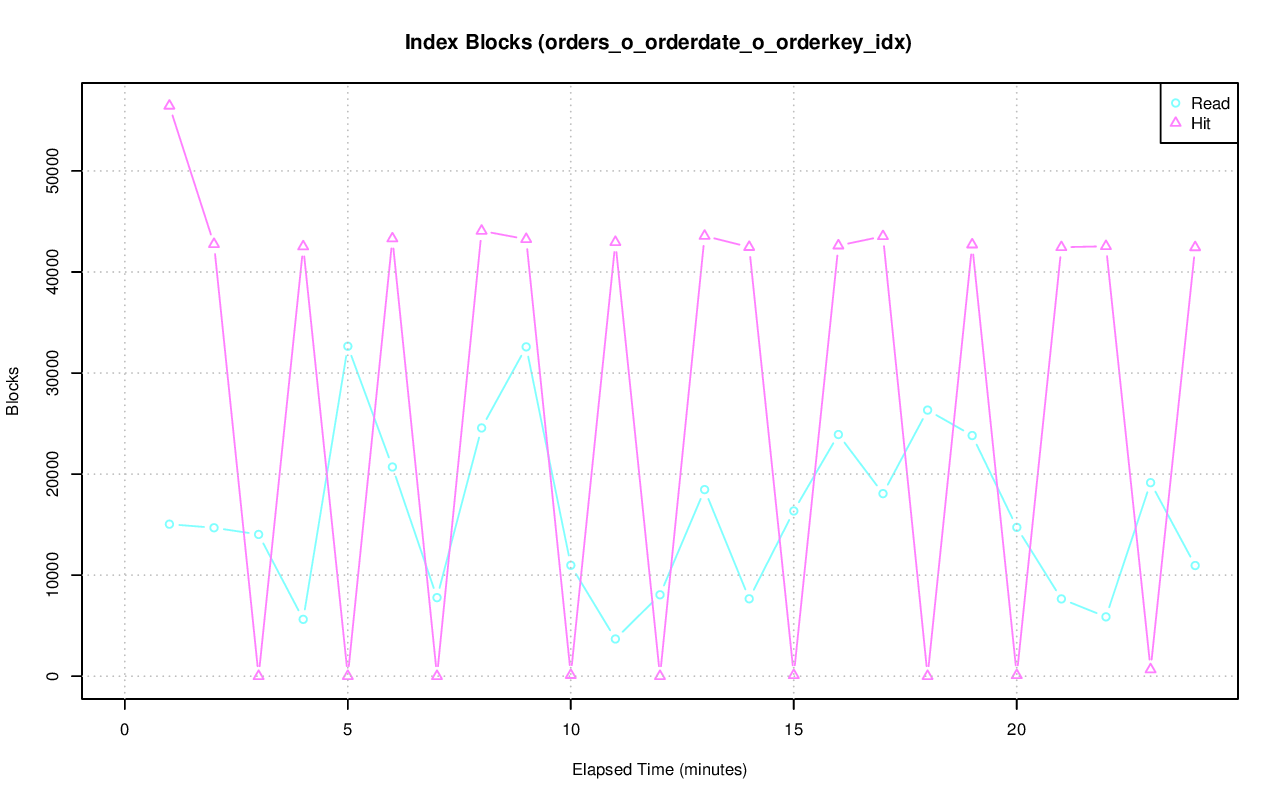 Index Blocks (orders_o_orderdate_o_orderkey_idx)
Read
Hit
50000
40000
30000
20000
10000
0
Blocks
0 5 10 15 20
Elapsed Time (minutes)